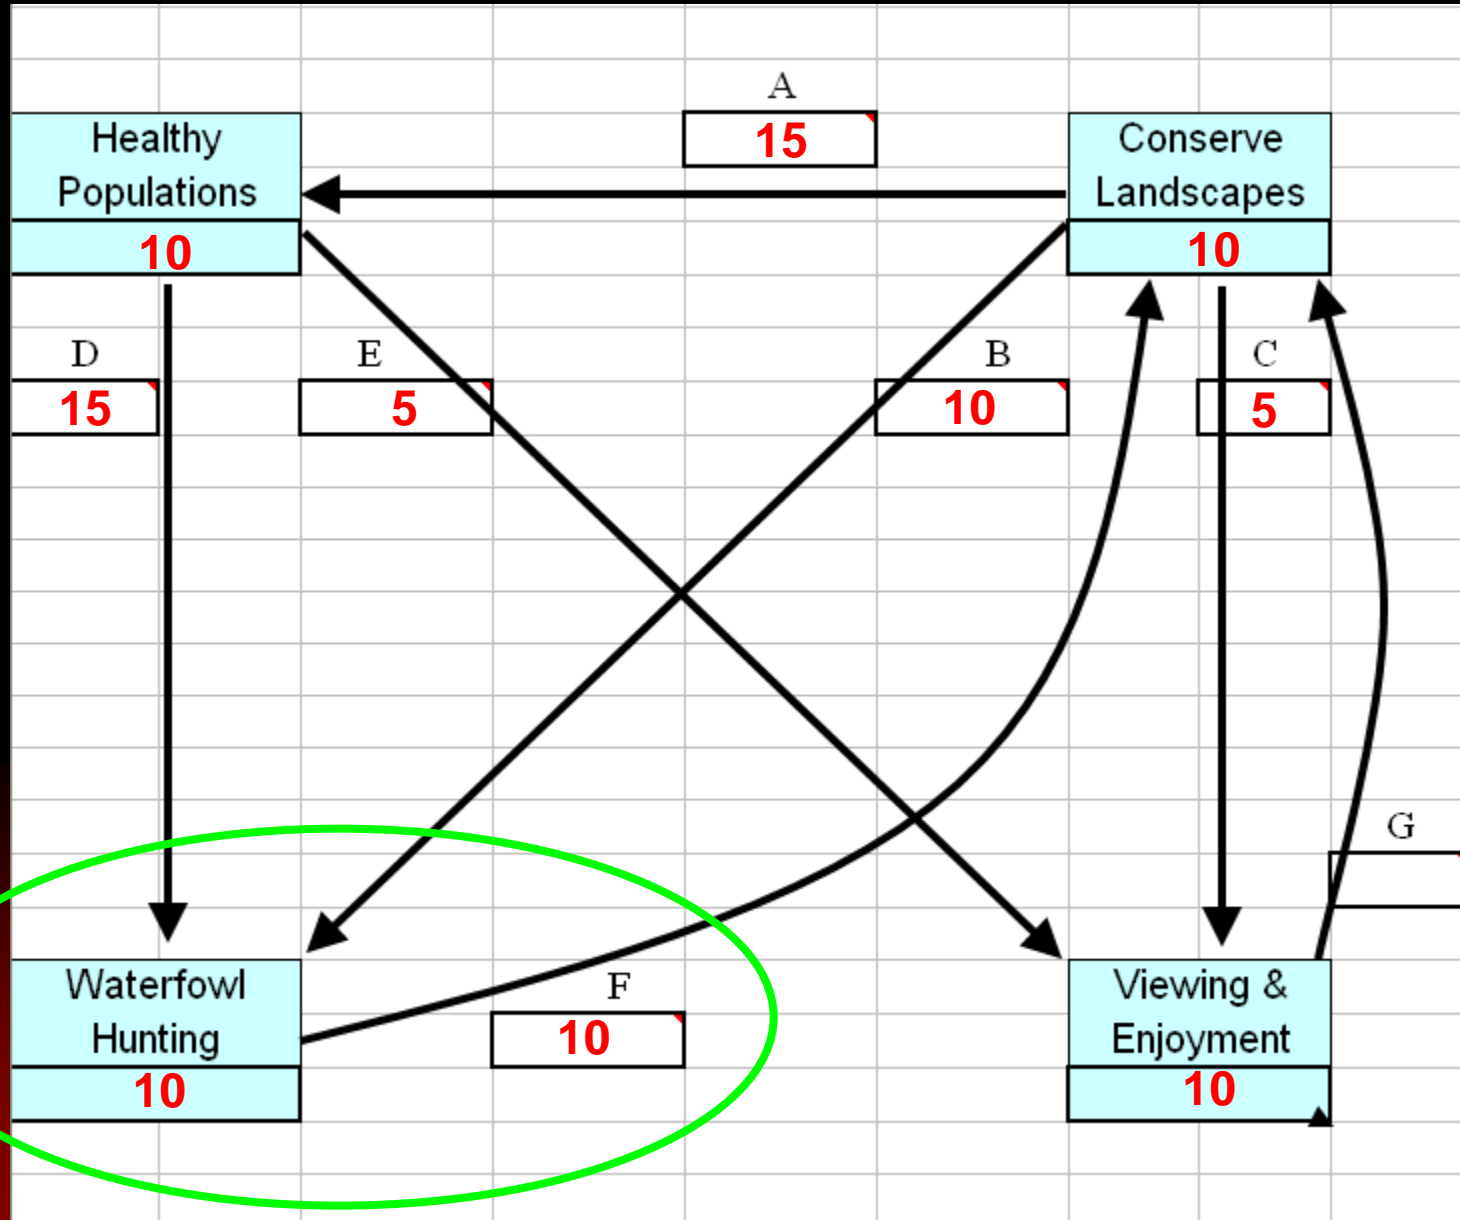 A
15
Healthy
Populations
10
Conserve
Landscapes
10
D
15
E
5
B
10
C
5
G
Waterfowl
Hunting
10
F
10
Viewing &
Enjoyment
10